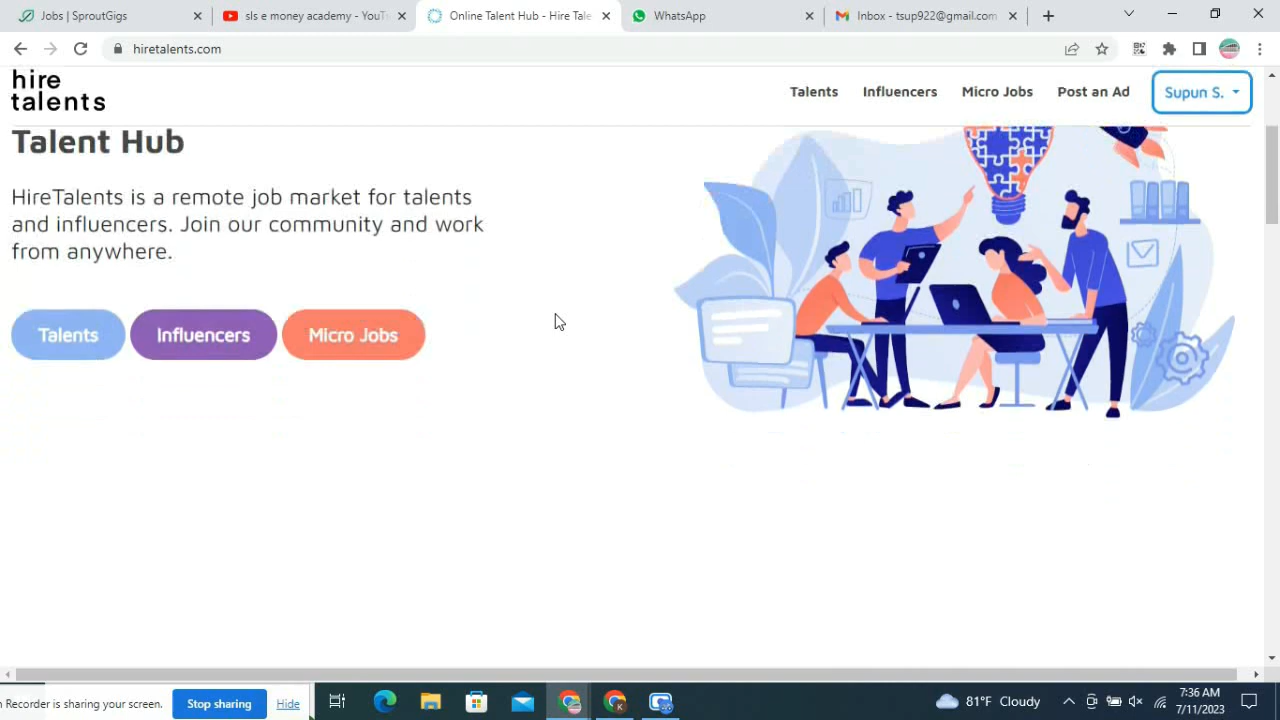 Jobs | SproutGigs
sls e money academy - YouT
Online Talent Hub - Hire Tale
WhatsApp
Inbox - tsup922@gmail.com
hiretalents.com
hire
talents
Talents
Influencers
Micro Jobs
Post an Ad
Supun S.
Talent Hub
HireTalents is a remote job market for talents
and influencers. Join our community and work
from anywhere.
Talents
Influencers
Micro Jobs
n Recorder is sharing your screen.
Stop sharing
Hide
81°F Cloudy
7:36 AM
7/11/2023